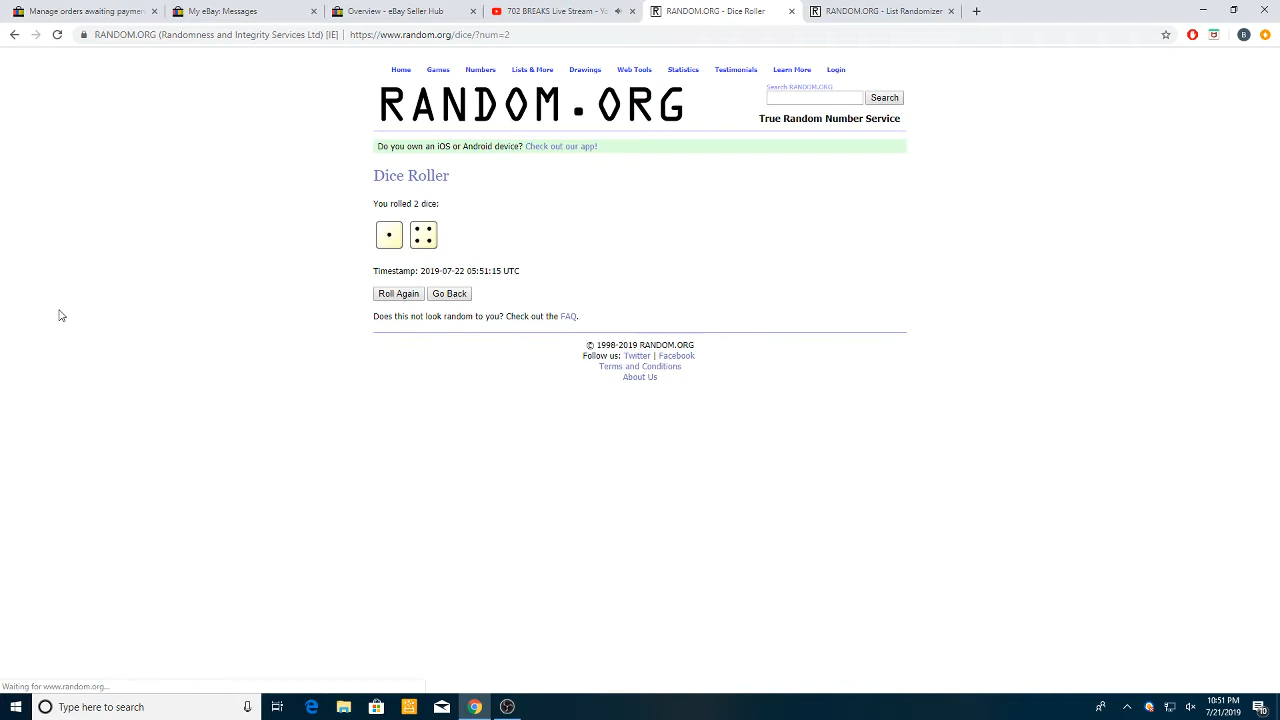 Manage orders awaiting payment
My eBay: Messages
Overview - eBay Seller Hub
702 BREAKS Live Stream - Yo
RANDOM.ORG - Dice Roller
RANDOM.ORG - List Randomizer
RANDOM.ORG (Randomness and Integrity Services Ltd) [IE] | https://www.random.org/dice/?num=2
Home Games Numbers Lists & More Drawings Web Tools Statistics Testimonials Learn More Login
RANDOM.ORG
Search RANDOM.ORG
Search
True Random Number Service
Do you own an iOS or Android device? Check out our app!
Dice Roller
You rolled 2 dice:
Timestamp: 2019-07-22 05:51:15 UTC
Roll Again Go Back
Does this not look random to you? Check out the FAQ.
© 1998-2019 RANDOM.ORG
Follow us: Twitter | Facebook
Terms and Conditions
About Us
Waiting for www.random.org...
Type here to search
10:51 PM
7/21/2019